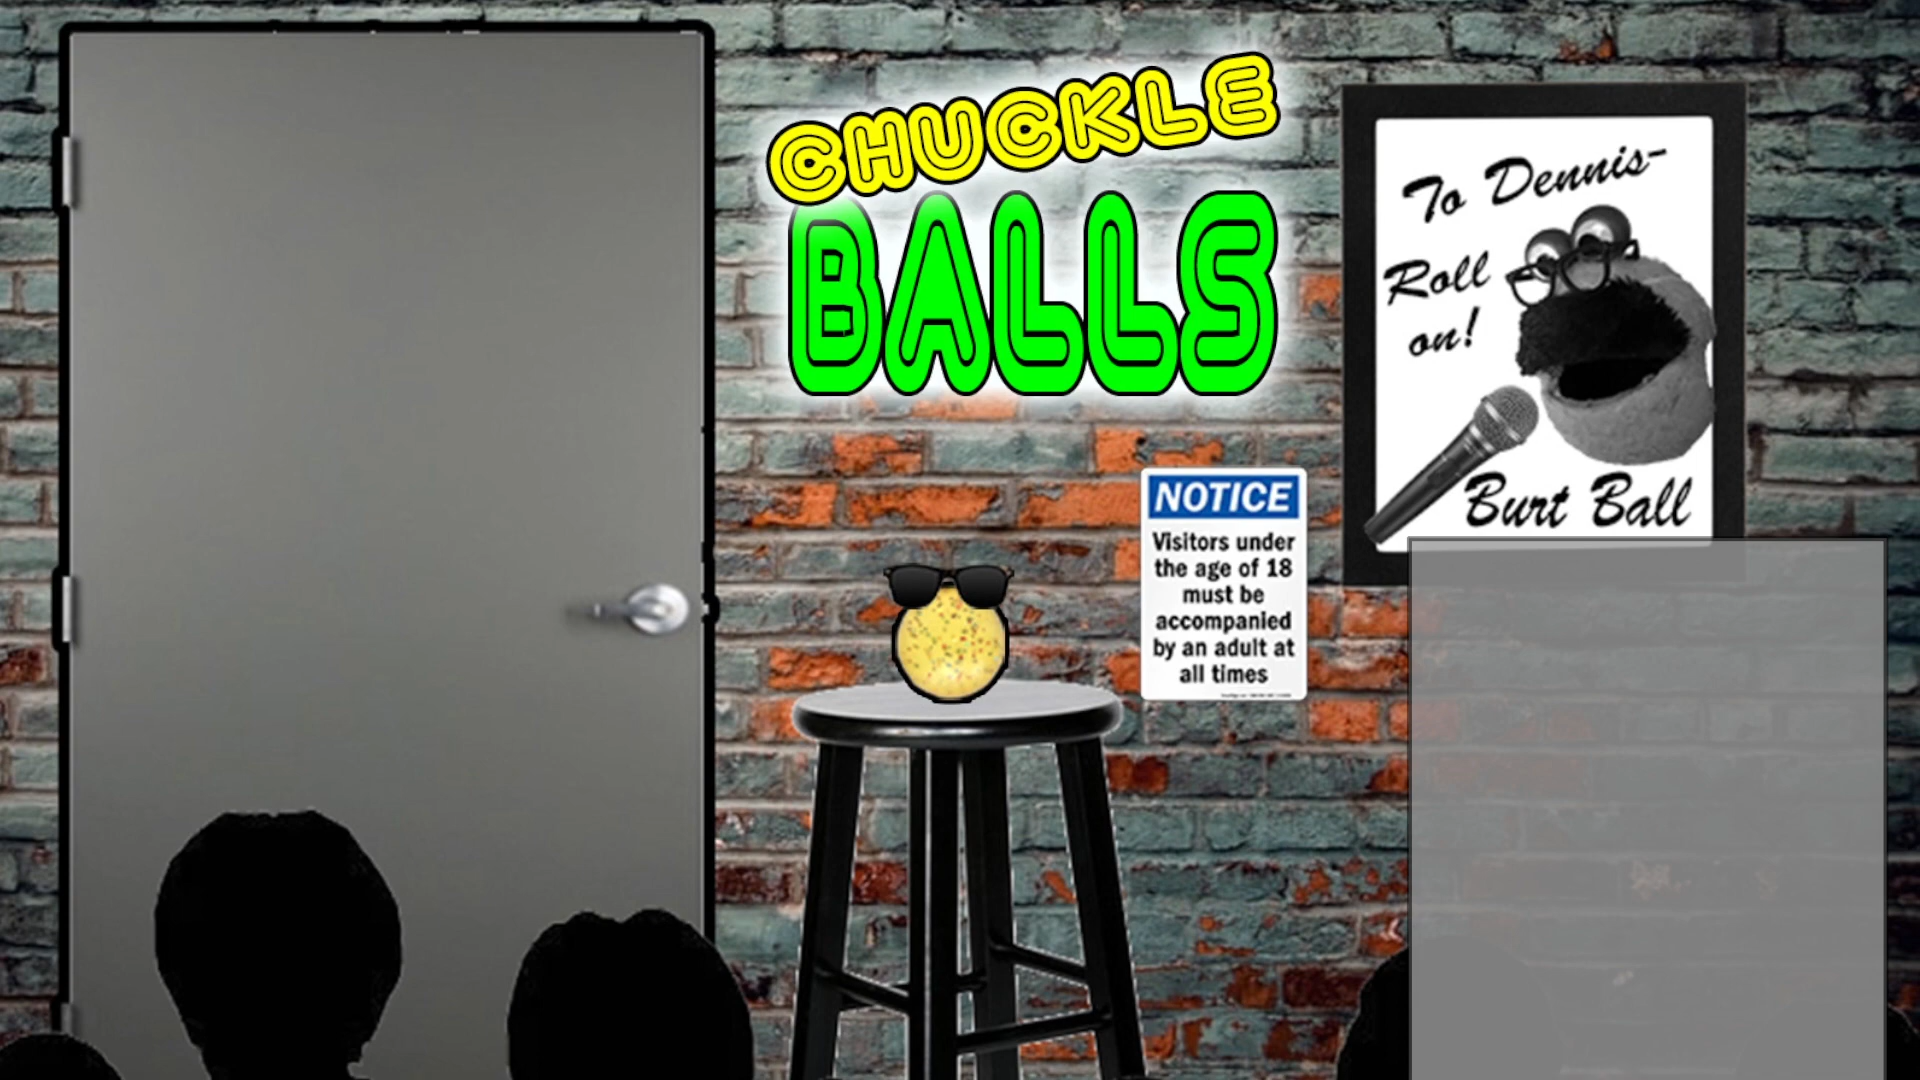 CHUCKLE
BALLS
To Dennis-
Roll
on!
Burt Ball
NOTICE
Visitors under
the age of 18
must be
accompanied
by an adult at
all times